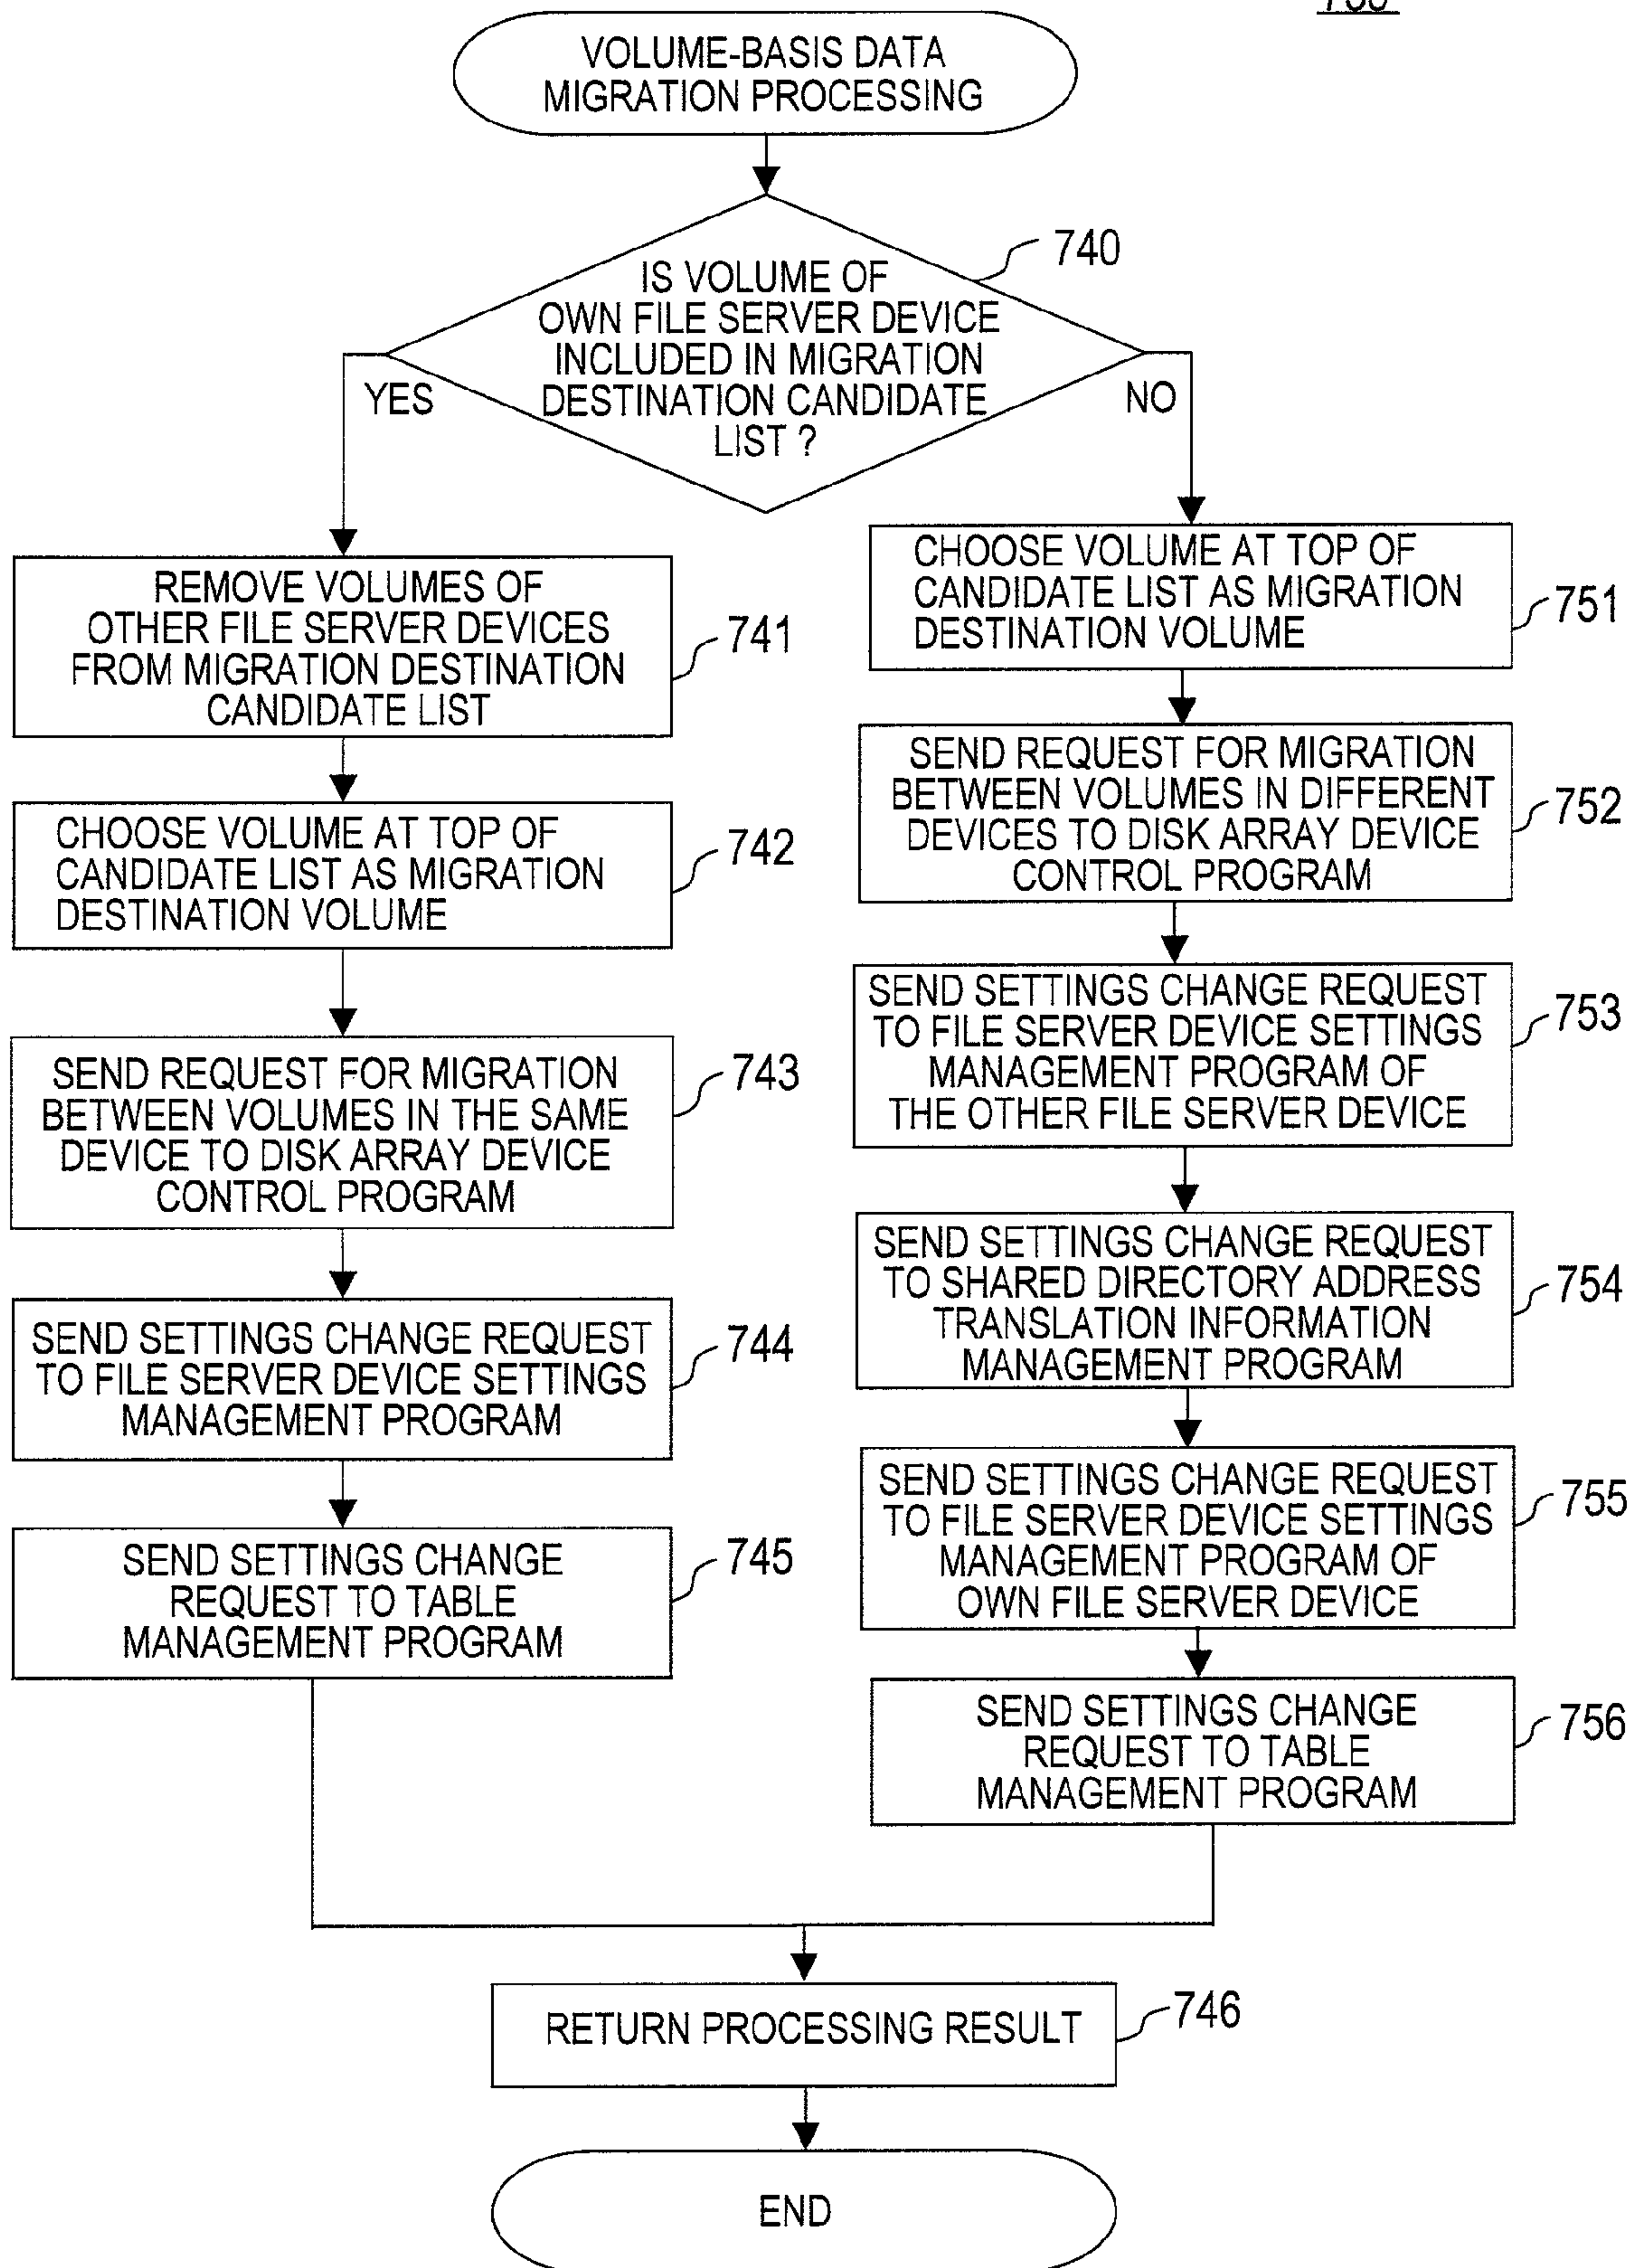 VOLUME-BASIS DATA
MIGRATION PROCESSING
740
IS VOLUME OF
OWN FILE SERVER DEVICE
INCLUDED IN MIGRATION
DESTINATION CANDIDATE
LIST ?
YES
NO
REMOVE VOLUMES OF
OTHER FILE SERVER DEVICES
FROM MIGRATION DESTINATION
CANDIDATE LIST
741
CHOOSE VOLUME AT TOP OF
CANDIDATE LIST AS MIGRATION
DESTINATION VOLUME
742
SEND REQUEST FOR MIGRATION
BETWEEN VOLUMES IN THE SAME
DEVICE TO DISK ARRAY DEVICE
CONTROL PROGRAM
743
SEND SETTINGS CHANGE REQUEST
TO FILE SERVER DEVICE SETTINGS
MANAGEMENT PROGRAM
744
SEND SETTINGS CHANGE
REQUEST TO TABLE
MANAGEMENT PROGRAM
745
CHOOSE VOLUME AT TOP OF
CANDIDATE LIST AS MIGRATION
DESTINATION VOLUME
751
SEND REQUEST FOR MIGRATION
BETWEEN VOLUMES IN DIFFERENT
DEVICES TO DISK ARRAY DEVICE
CONTROL PROGRAM
752
SEND SETTINGS CHANGE REQUEST
TO FILE SERVER DEVICE SETTINGS
MANAGEMENT PROGRAM OF
THE OTHER FILE SERVER DEVICE
753
SEND SETTINGS CHANGE REQUEST
TO SHARED DIRECTORY ADDRESS
TRANSLATION INFORMATION
MANAGEMENT PROGRAM
754
SEND SETTINGS CHANGE REQUEST
TO FILE SERVER DEVICE SETTINGS
MANAGEMENT PROGRAM OF
OWN FILE SERVER DEVICE
755
SEND SETTINGS CHANGE
REQUEST TO TABLE
MANAGEMENT PROGRAM
756
RETURN PROCESSING RESULT
746
END